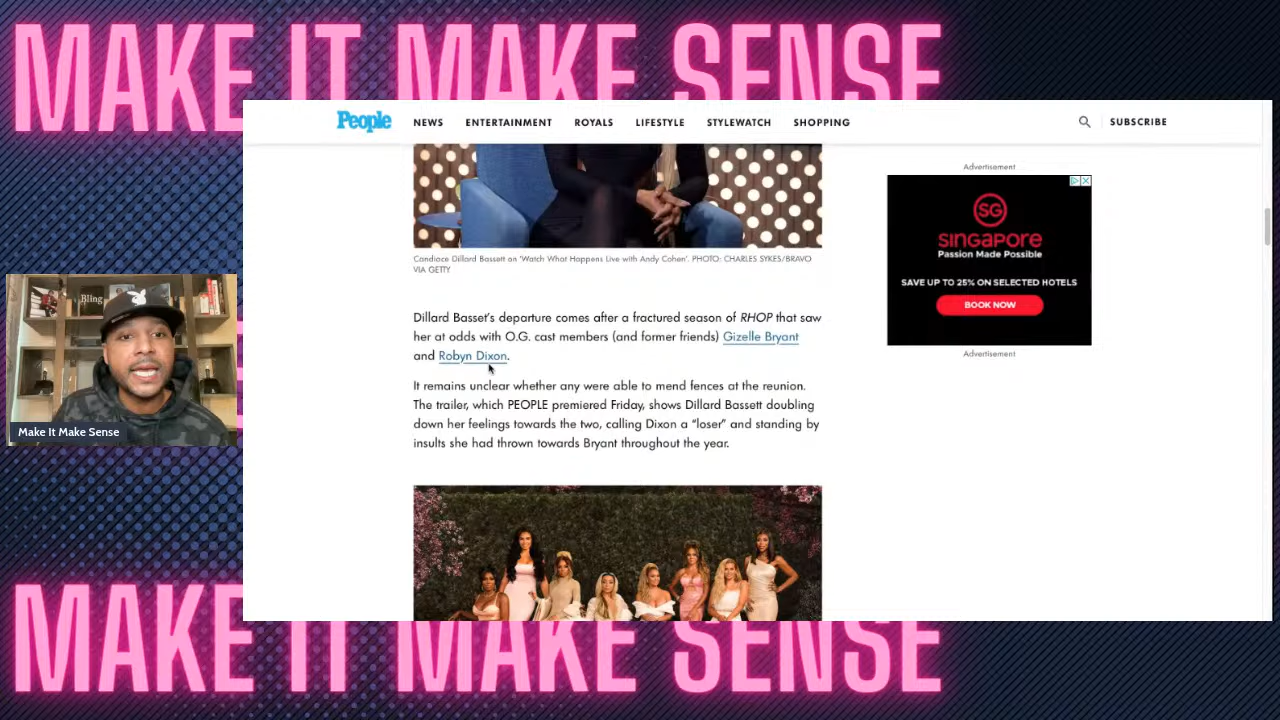 MAKE IT MAKE SENSE
People
NEWS
ENTERTAINMENT
ROYALS
LIFESTYLE
STYLEWATCH
SHOPPING
SUBSCRIBE
Candiace Dillard Bassett on 'Watch What Happens Live with Andy Cohen'. PHOTO: CHARLES SYKES/BRAVO
VIA GETTY
Dillard Basset's departure comes after a fractured season of RHOP that saw
her at odds with O.G. cast members (and former friends) Gizelle Bryant
and Robyn Dixon.
It remains unclear whether any were able to mend fences at the reunion.
The trailer, which PEOPLE premiered Friday, shows Dillard Bassett doubling
down her feelings towards the two, calling Dixon a “loser” and standing by
insults she had thrown towards Bryant throughout the year.
Advertisement
SG
SINGAPORE
Passion Made Possible
SAVE UP TO 25% ON SELECTED HOTELS
BOOK NOW
Advertisement
Bling
Make It Make Sense
MAKE IT MAKE SENSE